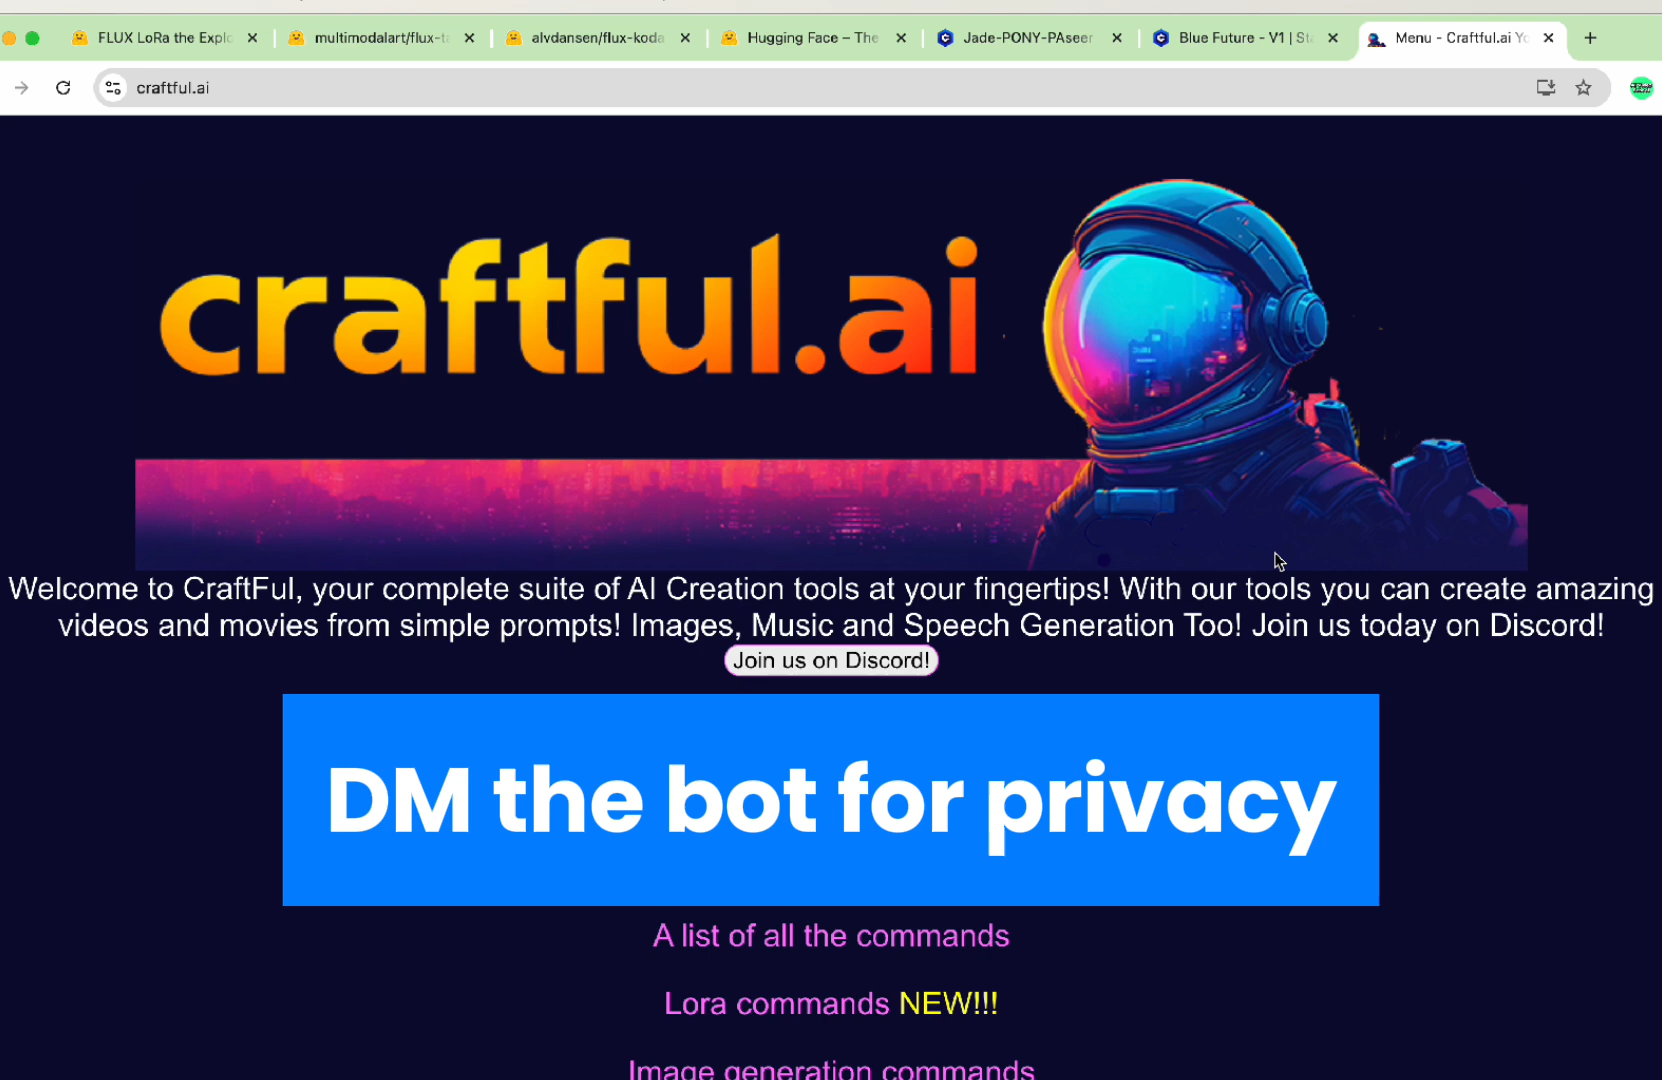 FLUX LoRa the Explo
multimodalart/flux-
alvdansen/flux-koda
Hugging Face – The
Jade-PONY-PAseer
Blue Future - V1 | St
Menu - Craftful.ai Yo
craftful.ai
craftful.ai
Welcome to CraftFul, your complete suite of AI Creation tools at your fingertips! With our tools you can create amazing
videos and movies from simple prompts! Images, Music and Speech Generation Too! Join us today on Discord!
Join us on Discord!
DM the bot for privacy
A list of all the commands
Lora commands NEW!!!
Image generation commands